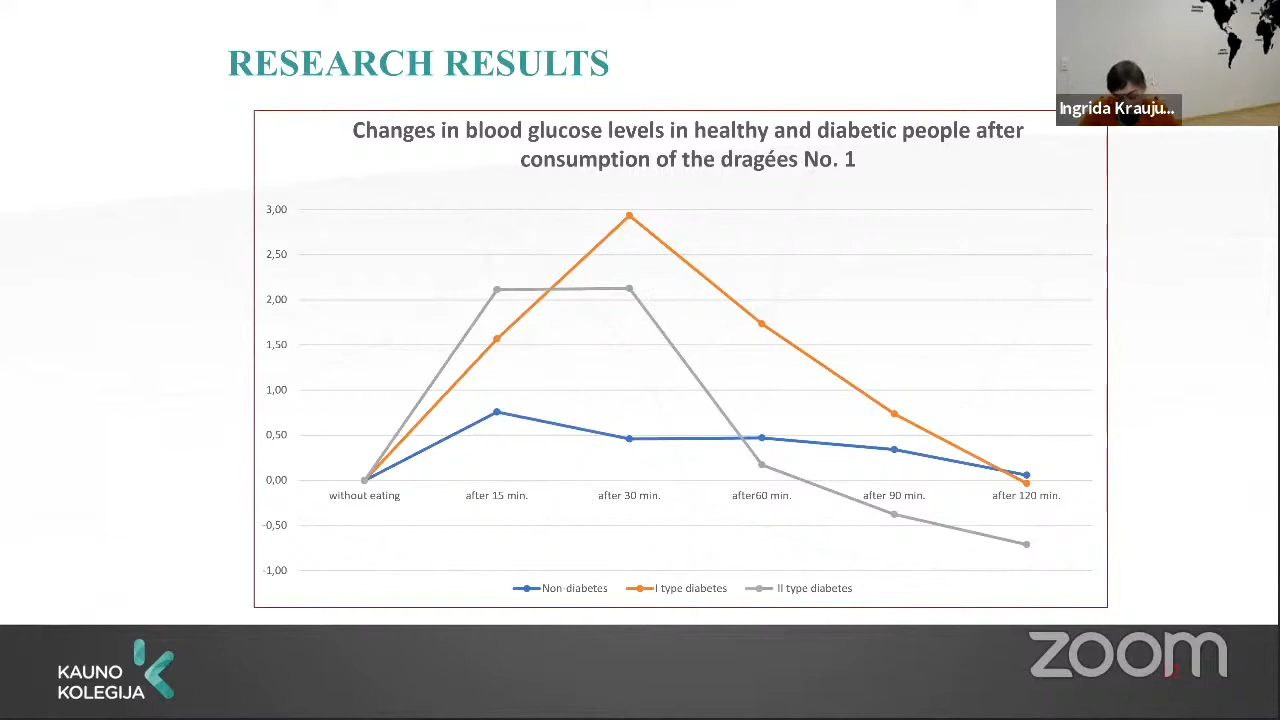 RESEARCH RESULTS
Ingrida Krauju...
Changes in blood glucose levels in healthy and diabetic people after
consumption of the dragées No. 1
3,00
2,50
2,00
1,50
1,00
0,50
0,00
-0,50
-1,00
without eating after 15 min. after 30 min. after60 min. after 90 min. after 120 min.
Non-diabetes I type diabetes II type diabetes
KAUNO
KOLEGIJA
zoom
12